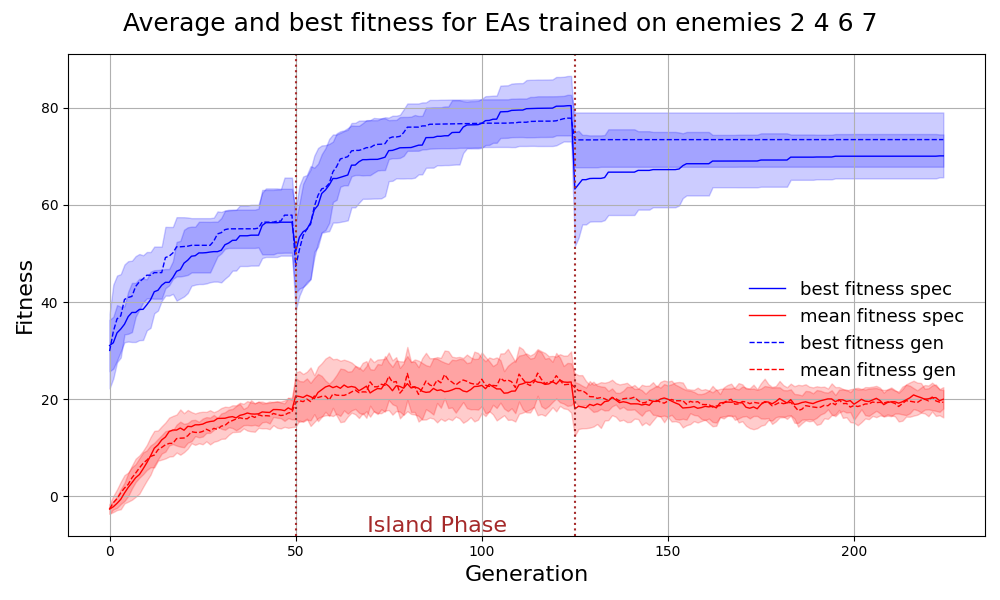 Average and best fitness for EAs trained on enemies 2 4 6 7
Fitness
80
60
40
20
0
best fitness spec
mean fitness spec
best fitness gen
mean fitness gen
Island Phase
0 50 100 150 200
Generation